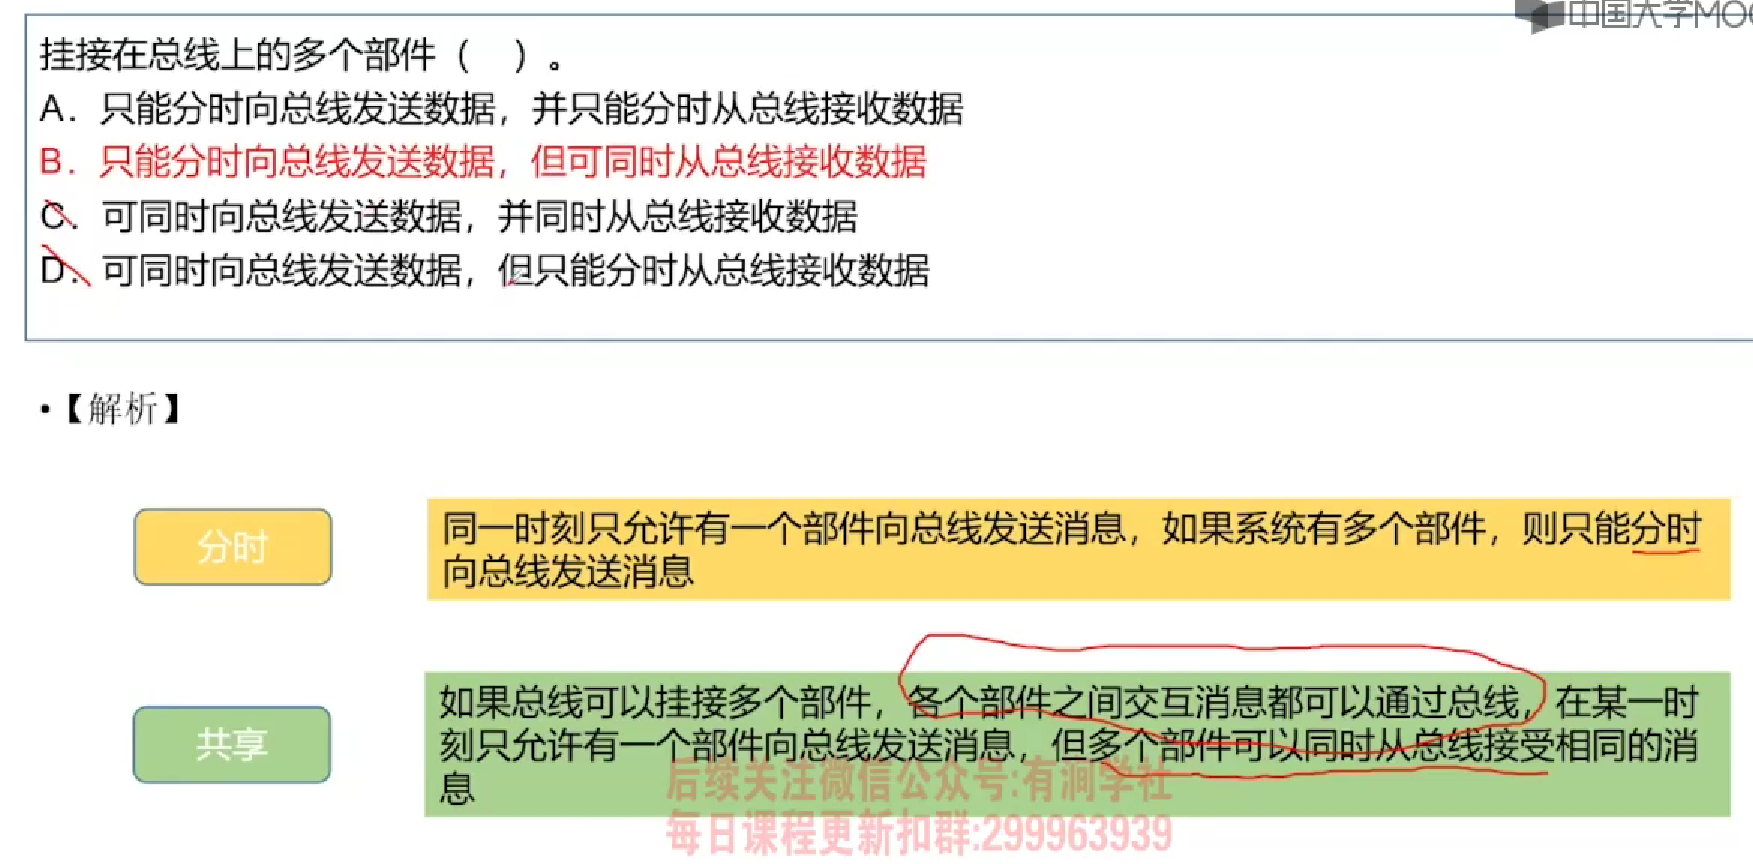 中国大学MOO
挂接在总线上的多个部件（　）。
A. 只能分时向总线发送数据，并只能分时从总线接收数据
B. 只能分时向总线发送数据，但可同时从总线接收数据
C. 可同时向总线发送数据，并同时从总线接收数据
D. 可同时向总线发送数据，但只能分时从总线接收数据
•【解析】
分时
同一时刻只允许有一个部件向总线发送消息，如果系统有多个部件，则只能分时
向总线发送消息
共享
如果总线可以挂接多个部件，各个部件之间交互消息都可以通过总线，在某一时
刻只允许有一个部件向总线发送消息，但多个部件可以同时从总线接受相同的消
息
后续关注微信公众号:有涧学社
每日课程更新扣群:299963939